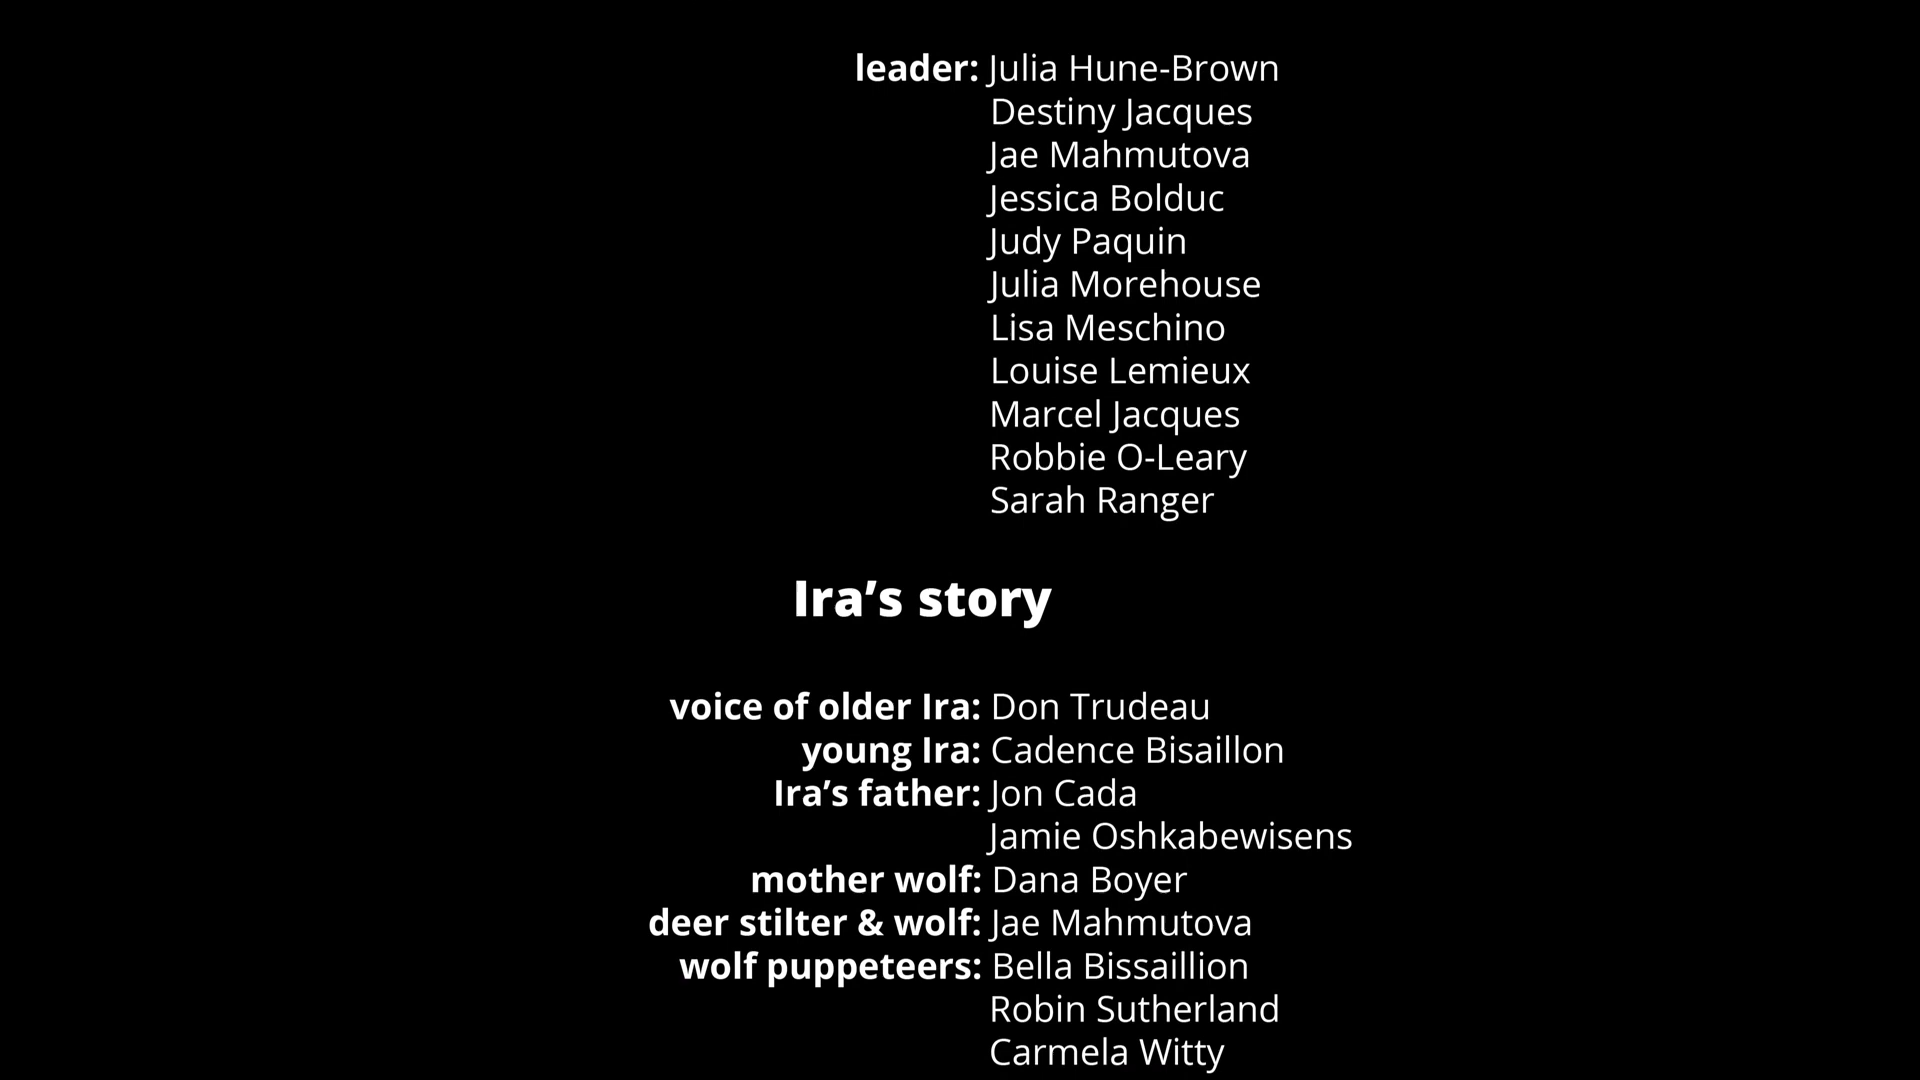 leader: Julia Hune-Brown
Destiny Jacques
Jae Mahmutova
Jessica Bolduc
Judy Paquin
Julia Morehouse
Lisa Meschino
Louise Lemieux
Marcel Jacques
Robbie O-Leary
Sarah Ranger
Ira’s story
voice of older Ira: Don Trudeau
young Ira: Cadence Bisaillon
Ira’s father: Jon Cada
Jamie Oshkabewisens
mother wolf: Dana Boyer
deer stilter & wolf: Jae Mahmutova
wolf puppeteers: Bella Bissaillion
Robin Sutherland
Carmela Witty